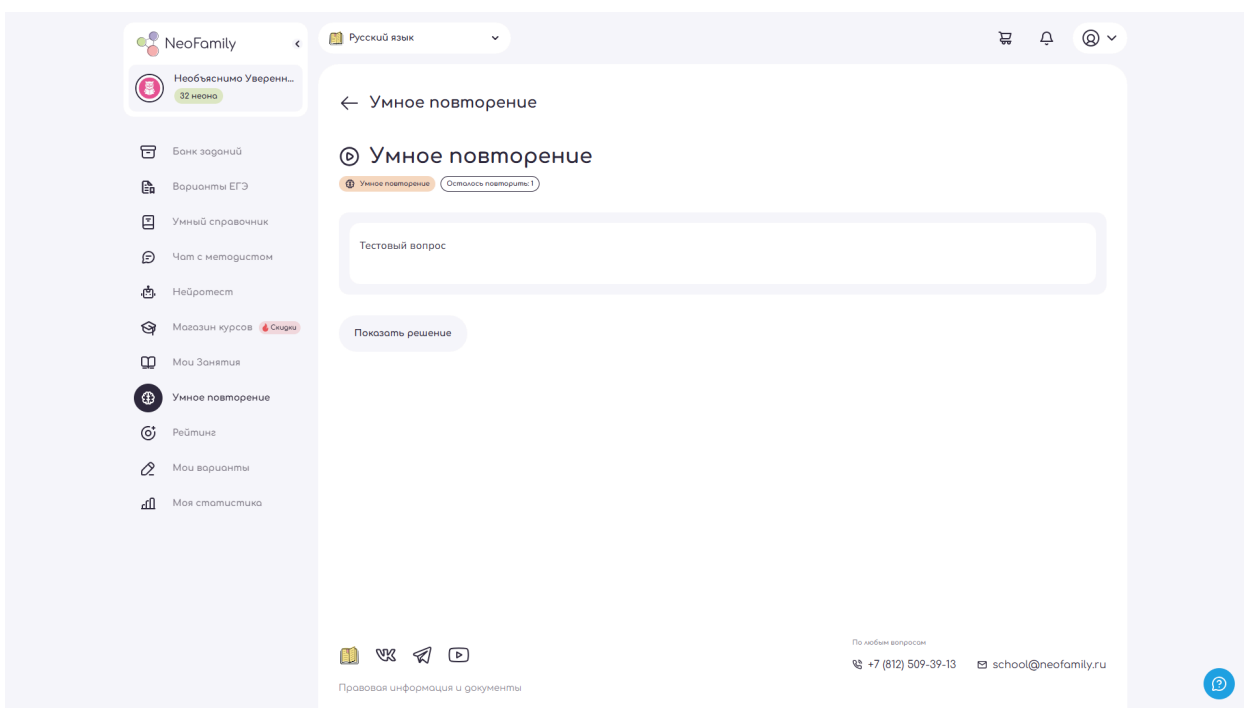 NeoFamily
Русский язык
Необъяснимо Уверенн...
32 неона
Умное повторение
Умное повторение
Умное повторение
Осталось повторить: 1
Тестовый вопрос
Показать решение
Банк заданий
Варианты ЕГЭ
Умный справочник
Чат с методистом
Нейротест
Магазин курсов
Скидки
Мои Занятия
Умное повторение
Рейтинг
Мои варианты
Моя статистика
По любым вопросам
+7 (812) 509-39-13
school@neofamily.ru
Правовая информация и документы